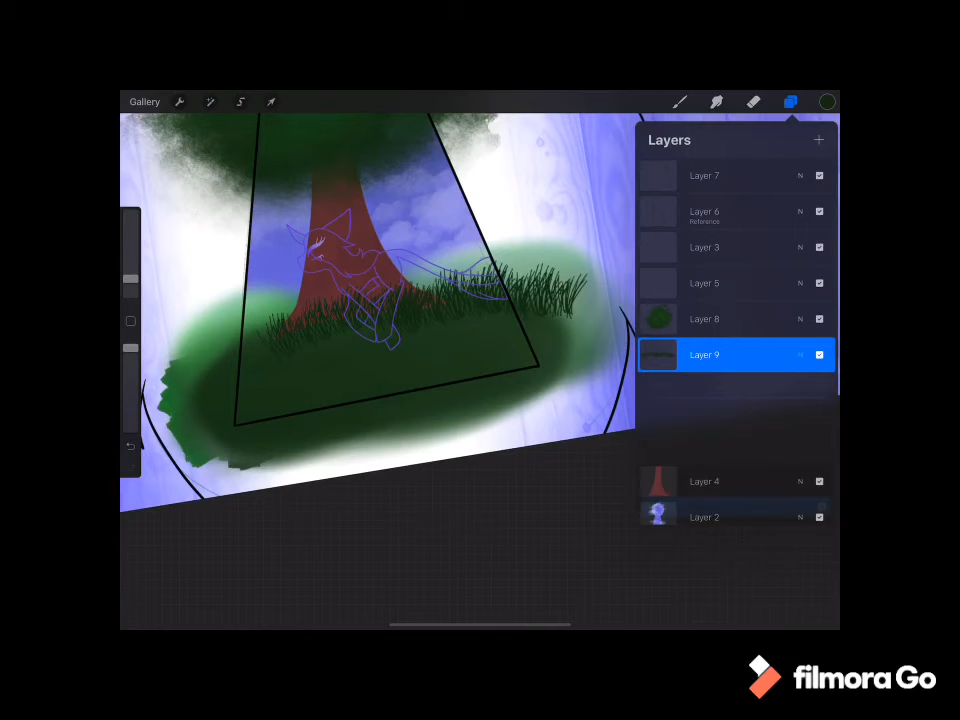 Gallery
Layers
Layer 7 N
Layer 6 N
Reference
Layer 3 N
Layer 5 N
Layer 8 N
Layer 9 N
Layer 4 N
Layer 2 N
filmora Go